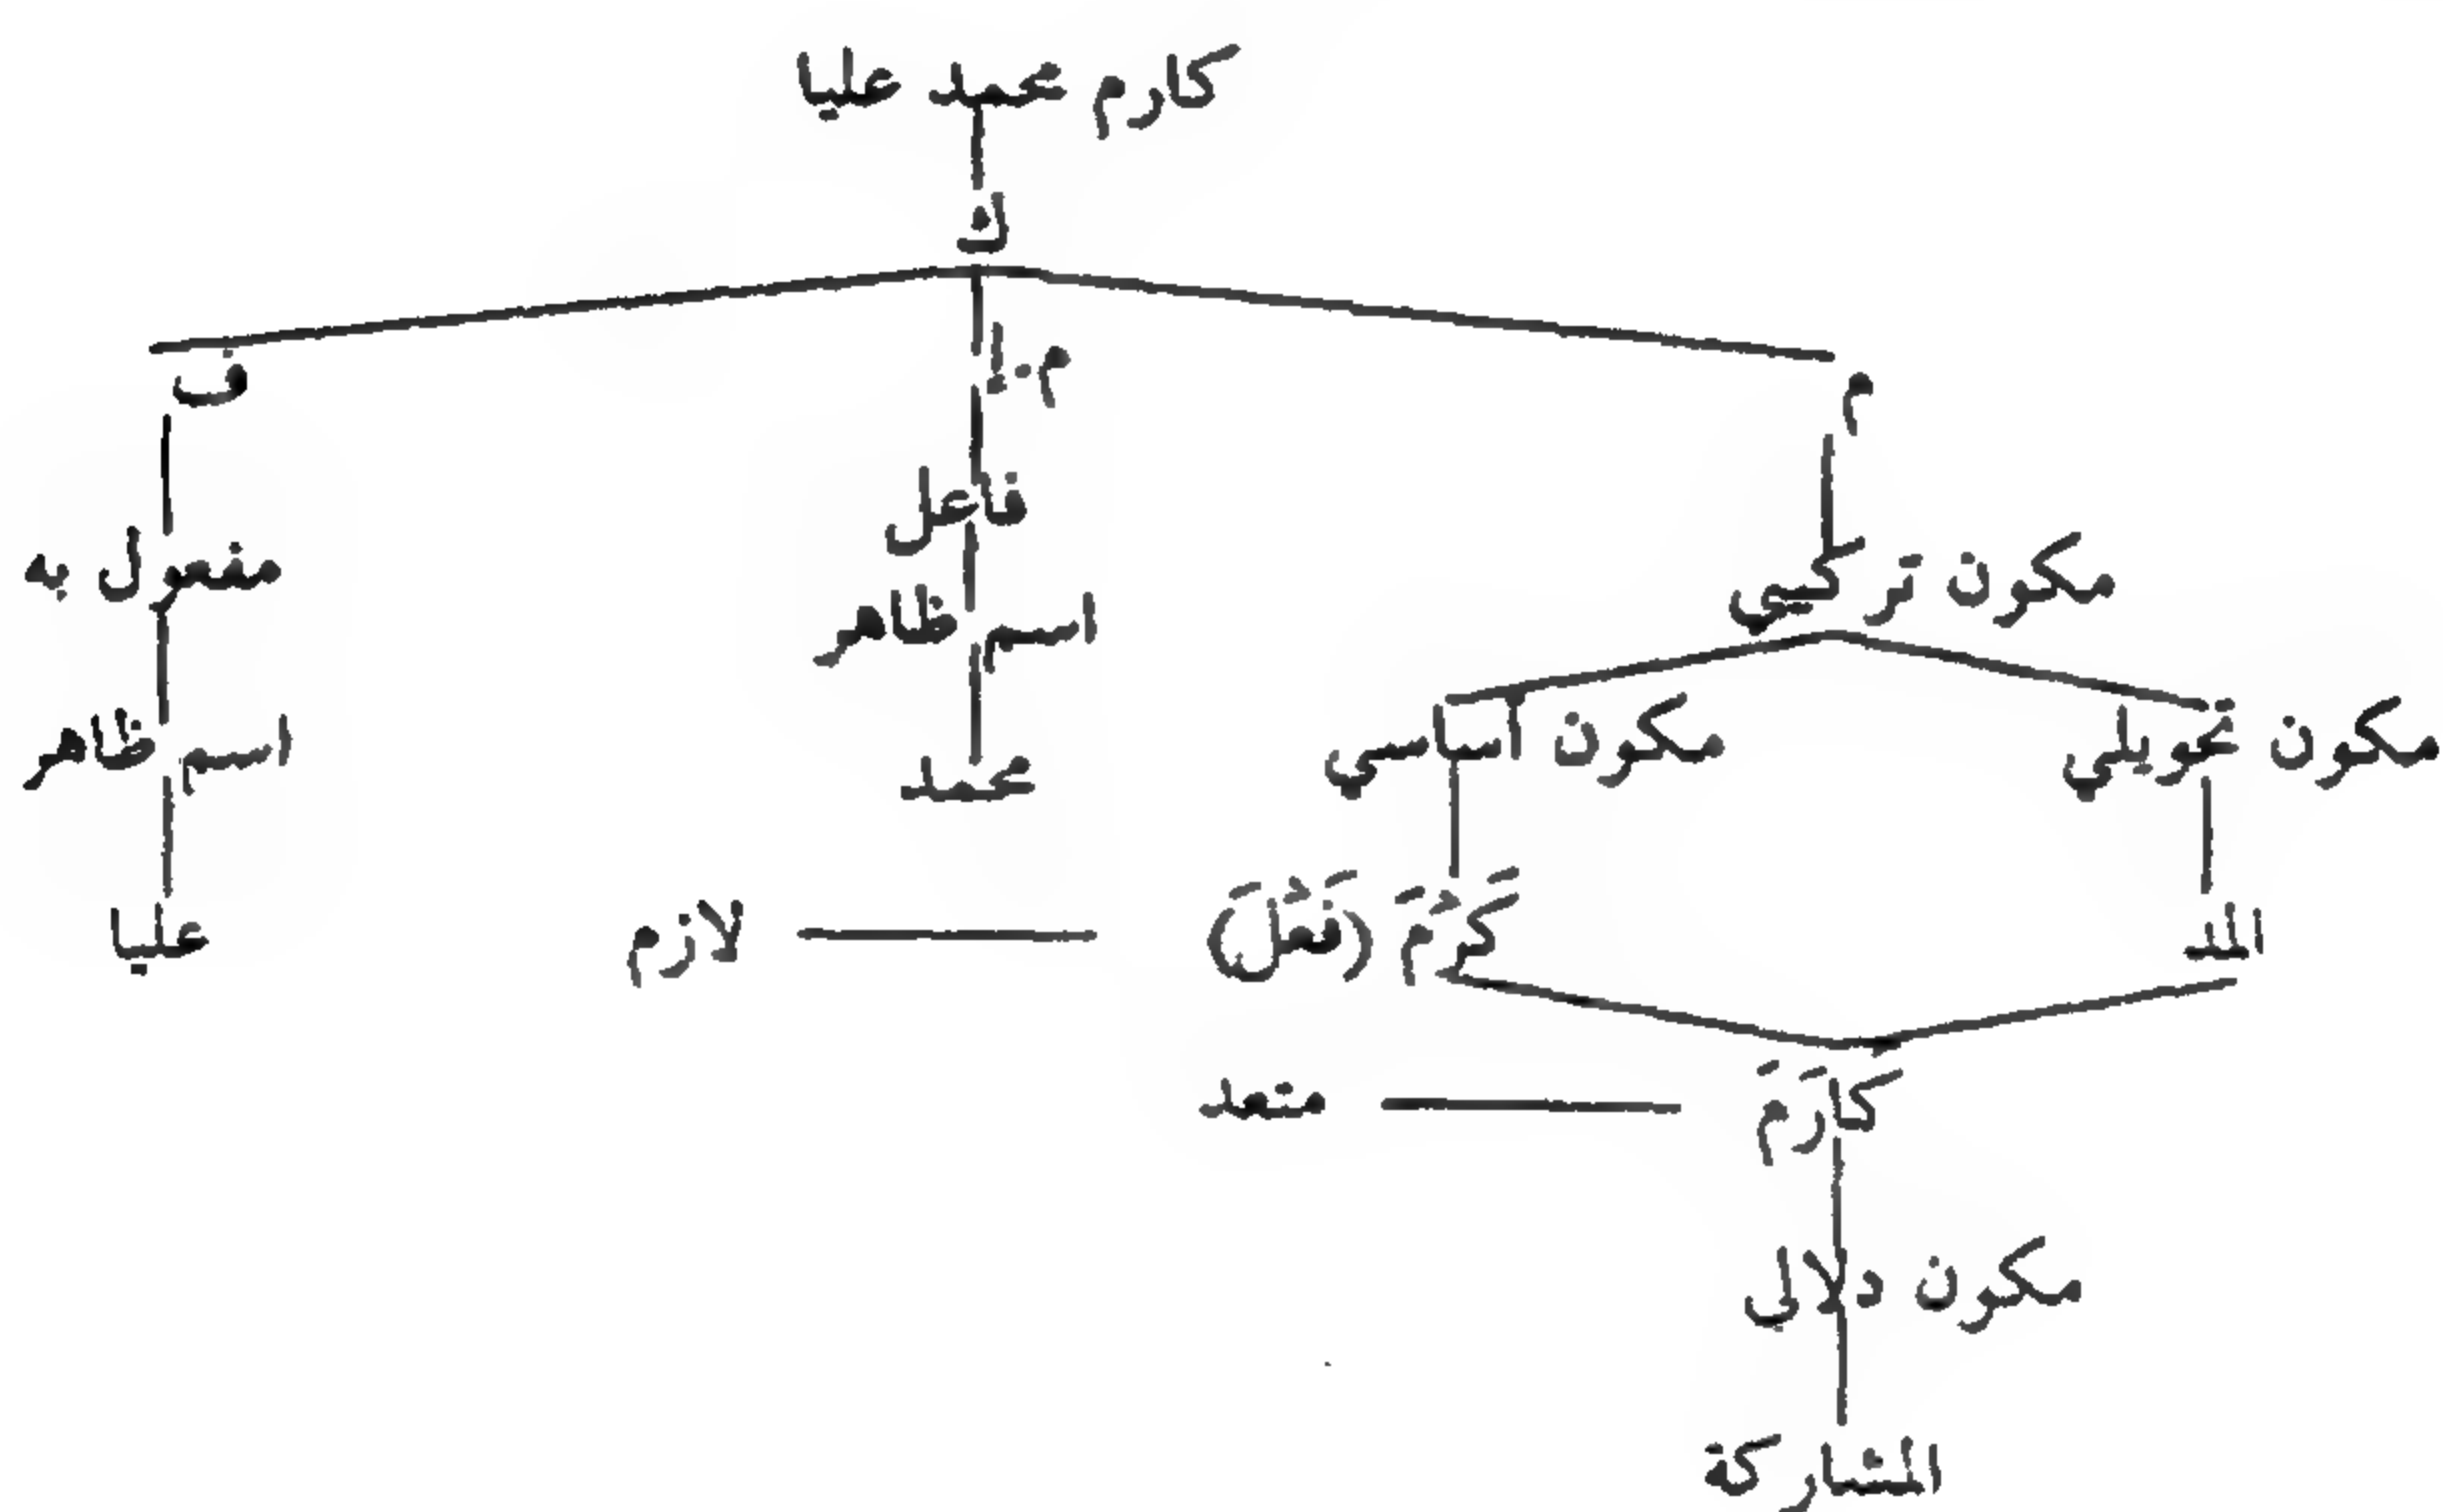 كارم محمد عليا
ك
م
م.إ
ف
فاعل
مفعول به
مكون تركيبي
اسم ظاهر
مكون تحويلي
مكون أساسي
اسم ظاهر
محمد
المد
كَرُمَ (فَعُلَ) لازم
عليا
كَارَمَ متعد
مكون دلالي
المشاركة